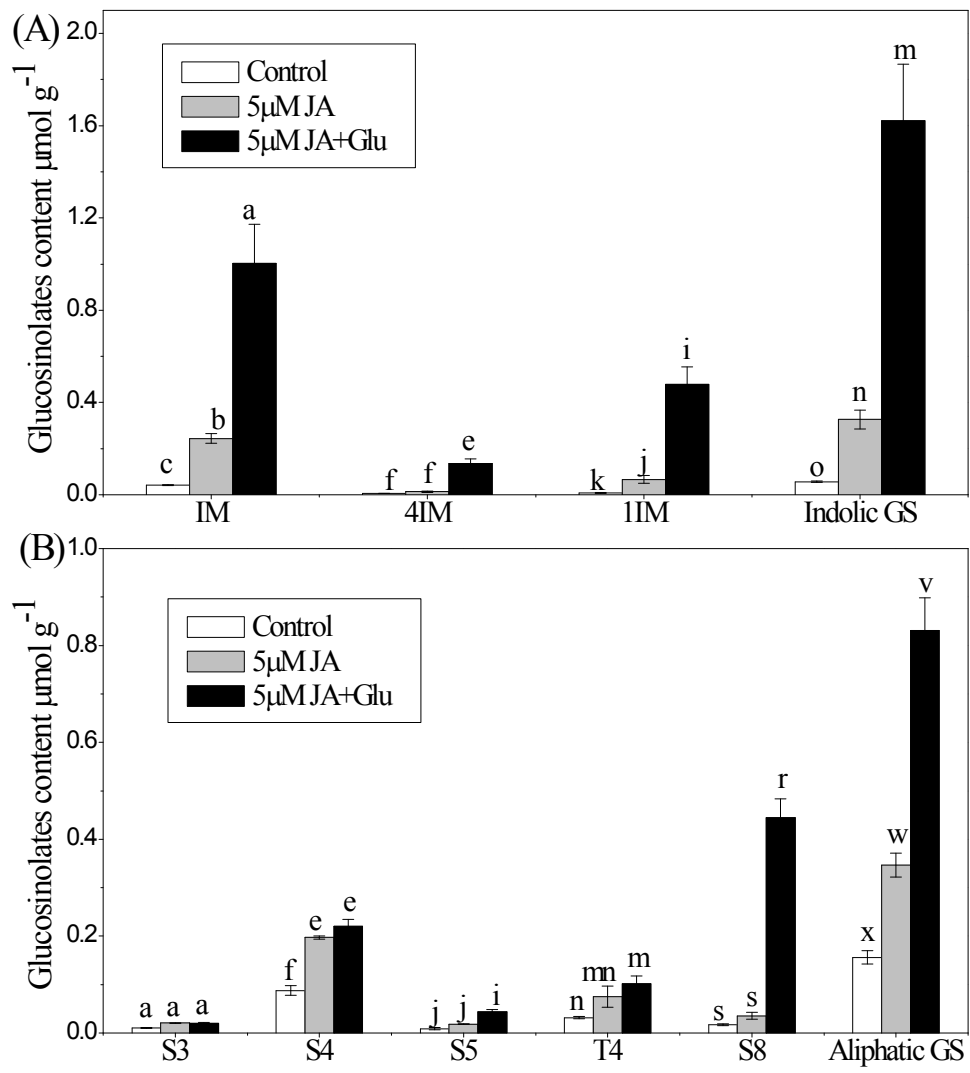 (A)
Glucosinolates content μmol g⁻¹
2.0
1.6
1.2
0.8
0.4
0.0
Control
5μM JA
5μM JA+Glu
c b a
f f e
k j i
o n m
IM 4IM 1IM Indolic GS
(B)
Glucosinolates content μmol g⁻¹
1.0
0.8
0.6
0.4
0.2
0.0
Control
5μM JA
5μM JA+Glu
a a a
f e e
j j i
n mn m
s s r
x w v
S3 S4 S5 T4 S8 Aliphatic GS